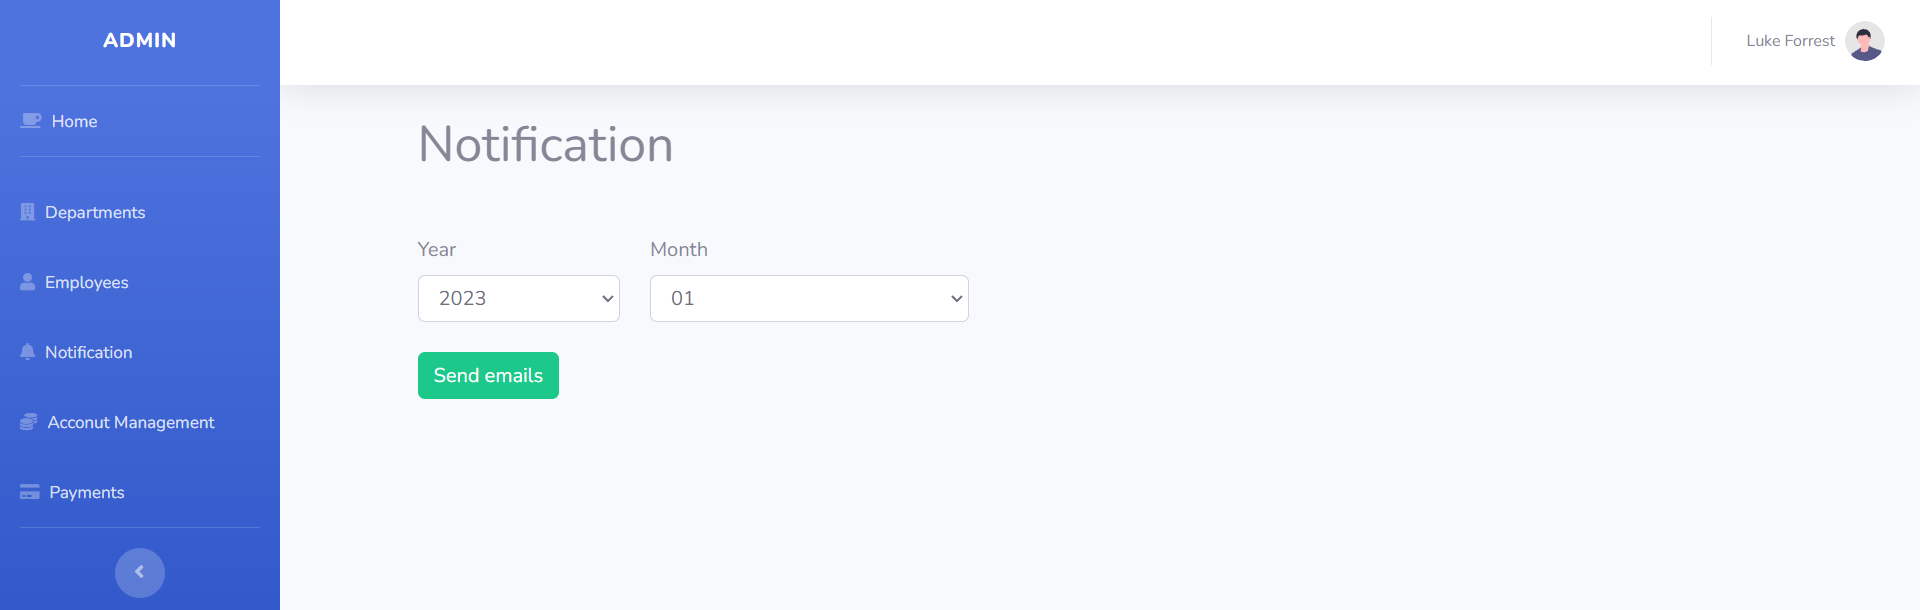 ADMIN
Luke Forrest
Home
Departments
Employees
Notification
Acconut Management
Payments
Notification
Year
Month
2023
01
Send emails